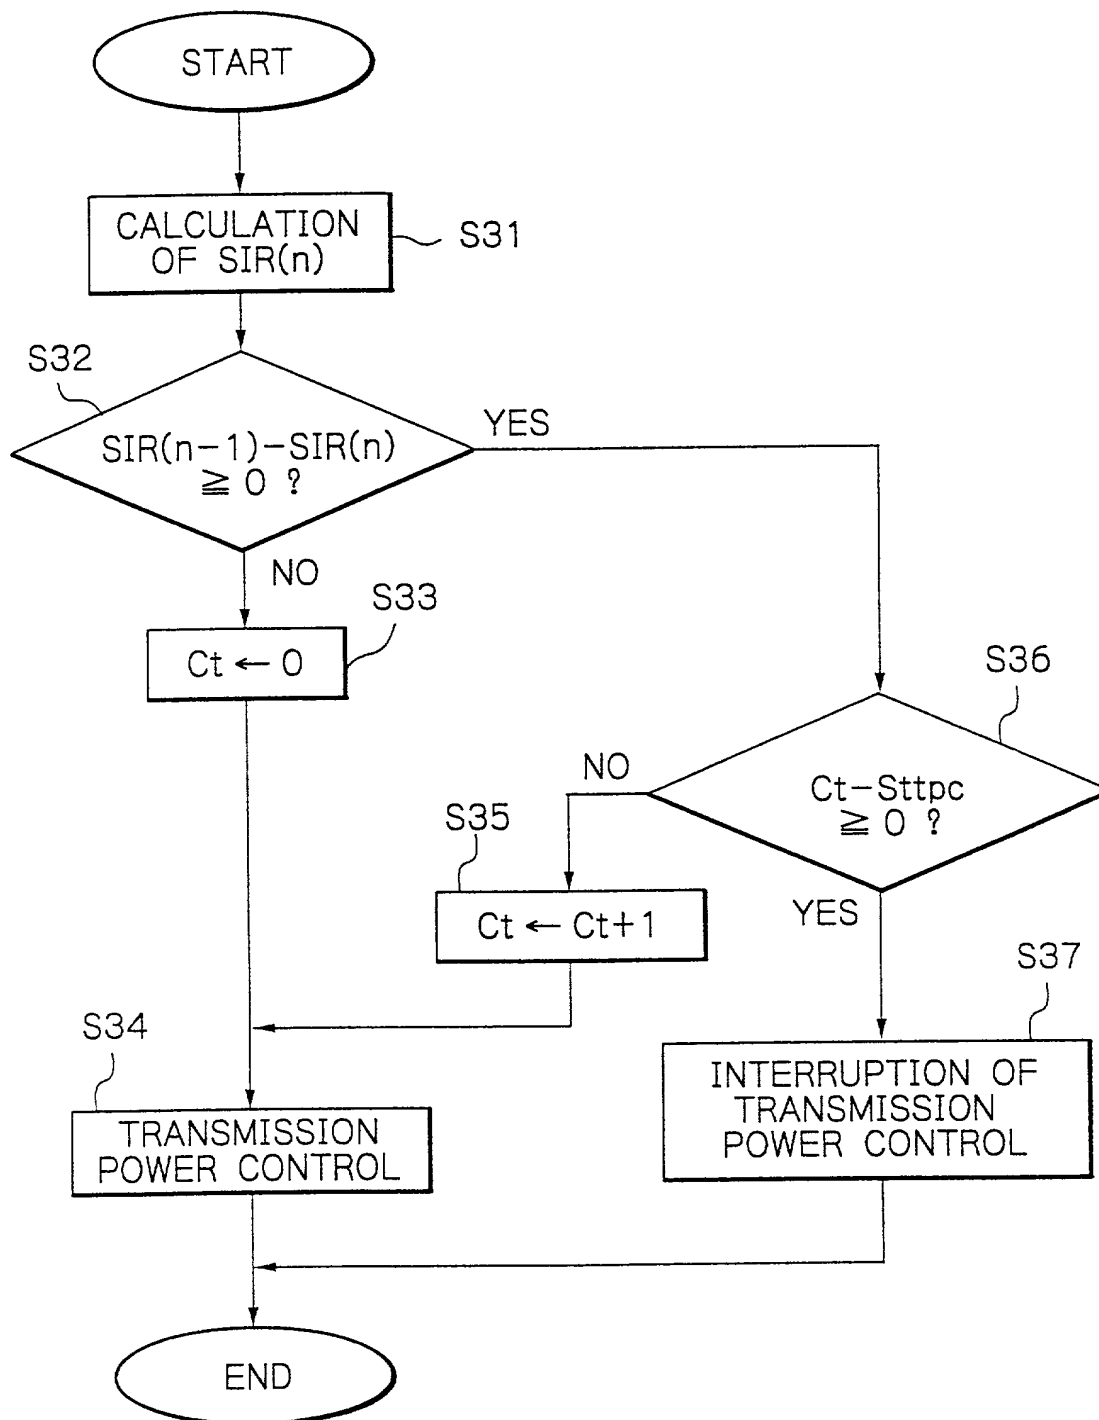 START
CALCULATION
OF SIR(n)
S31
S32
SIR(n-1)-SIR(n)
≧ 0 ?
YES
NO
S33
Ct ← 0
S36
Ct-Sttpc
≧ 0 ?
NO
S35
Ct ← Ct+1
YES
S37
INTERRUPTION OF
TRANSMISSION
POWER CONTROL
S34
TRANSMISSION
POWER CONTROL
END